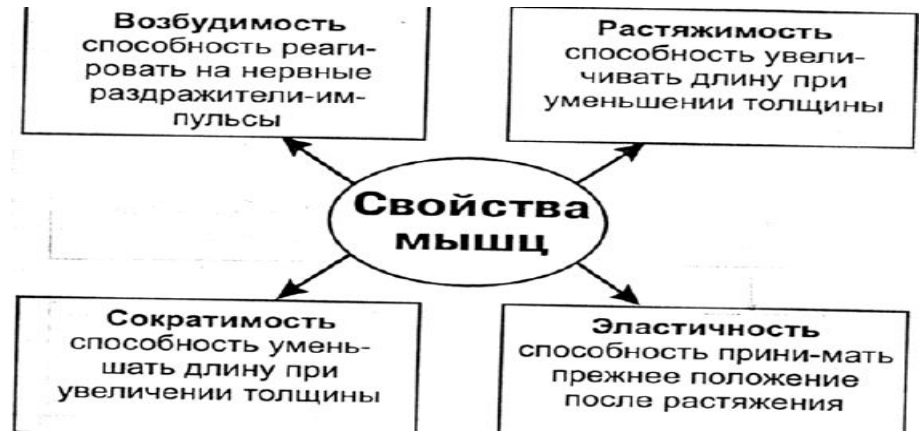 Возбудимость
способность реаги-
ровать на нервные
раздражители-им-
пульсы
Растяжимость
способность увели-
чивать длину при
уменьшении толщины
Свойства
мышц
Сократимость
способность умень-
шать длину при
увеличении толщины
Эластичность
способность прини-мать
прежнее положение
после растяжения